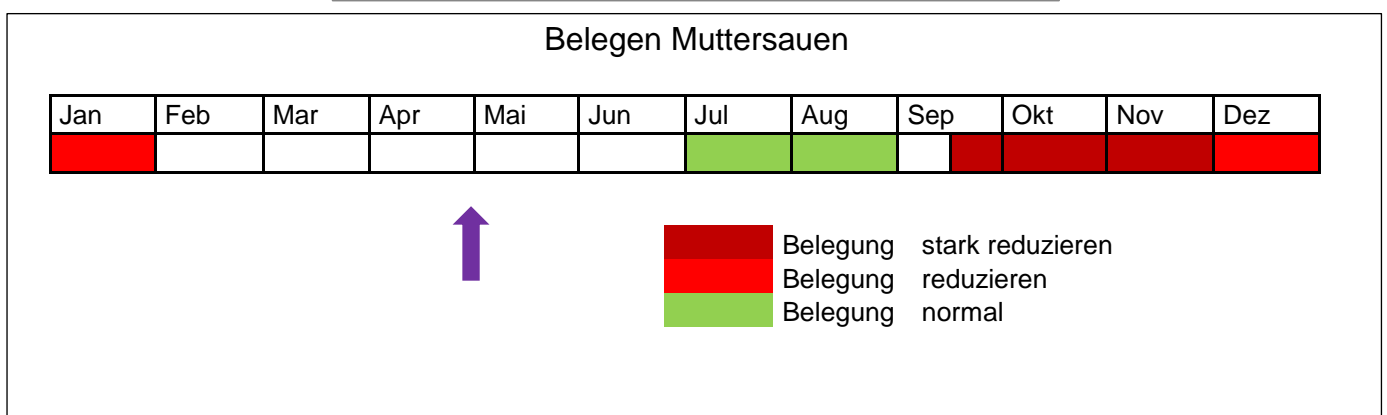 Belegen Muttersauen
Jan Feb Mar Apr Mai Jun Jul Aug Sep Okt Nov Dez
Belegung stark reduzieren
Belegung reduzieren
Belegung normal